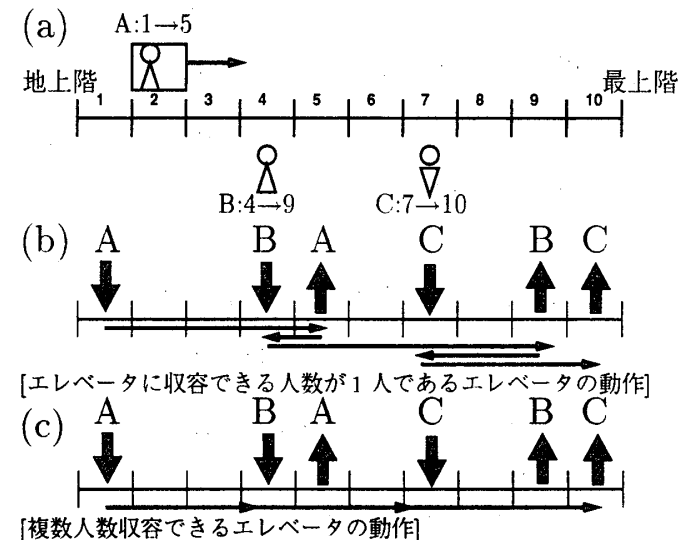 (a)
A:1→5
地上階
最上階
1 2 3 4 5 6 7 8 9 10
B:4→9
C:7→10
(b)
A B A C B C
[エレベータに収容できる人数が1人であるエレベータの動作]
(c)
A B A C B C
[複数人数収容できるエレベータの動作]